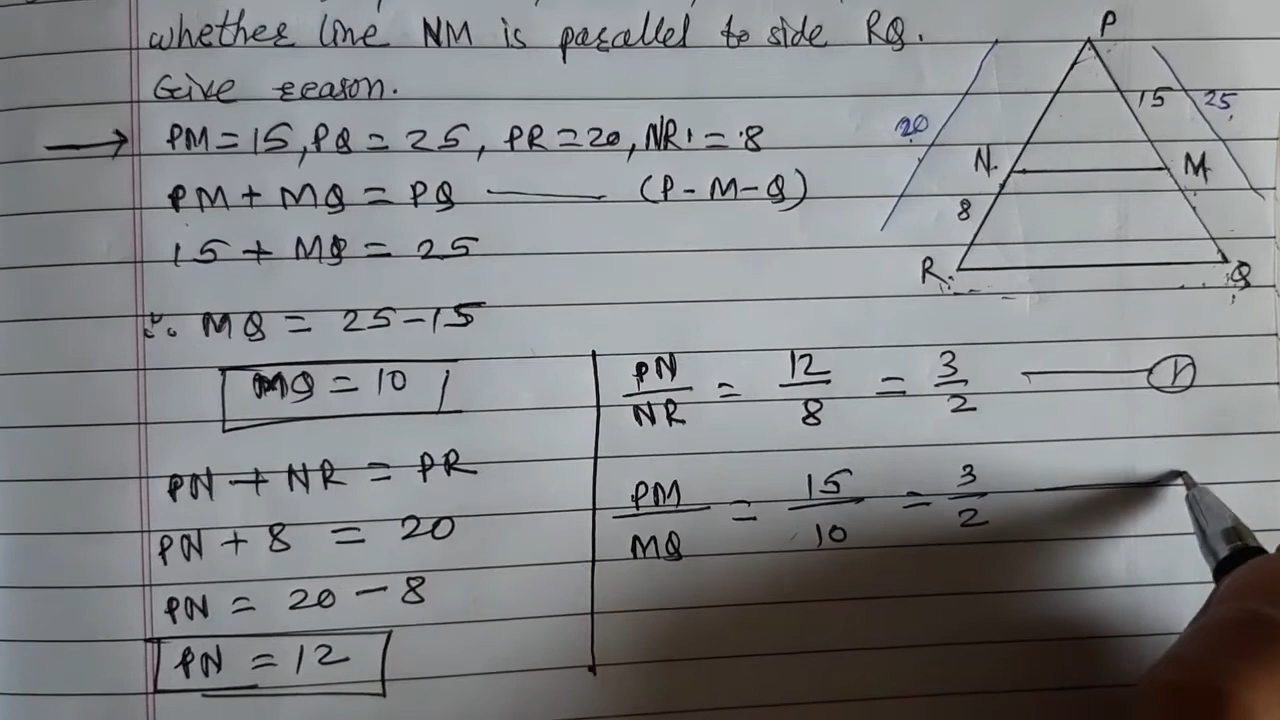 whether line NM is parallel to side RQ.
Give reason.
→ PM = 15, PQ = 25, PR = 20, NR = 8
PM + MQ = PQ —— (P - M - Q)
15 + MQ = 25
∴ MQ = 25 - 15
MQ = 10
PN + NR = PR
PN + 8 = 20
PN = 20 - 8
PN = 12
PN/NR = 12/8 = 3/2 —— ①
PM/MQ = 15/10 = 3/2 ——
P
15
25
20
N
M
8
R
Q